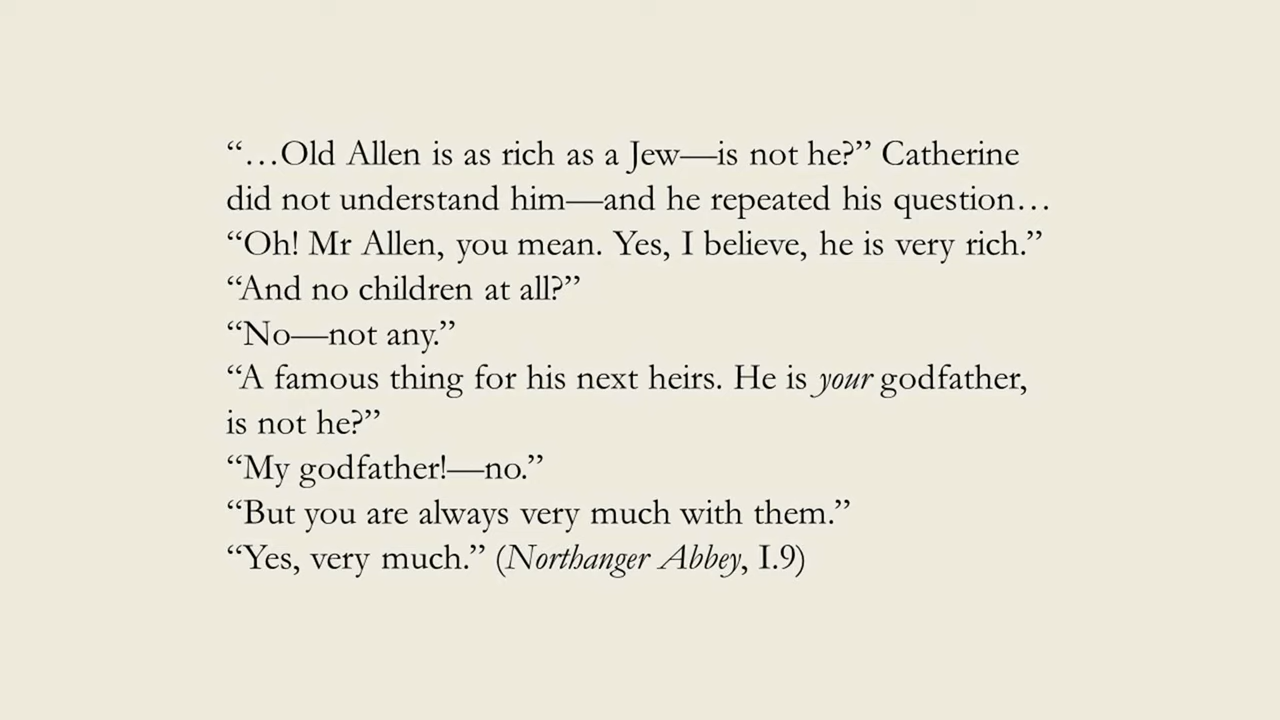 “…Old Allen is as rich as a Jew—is not he?” Catherine
did not understand him—and he repeated his question…
“Oh! Mr Allen, you mean. Yes, I believe, he is very rich.”
“And no children at all?”
“No—not any.”
“A famous thing for his next heirs. He is your godfather,
is not he?”
“My godfather!—no.”
“But you are always very much with them.”
“Yes, very much.” (Northanger Abbey, I.9)